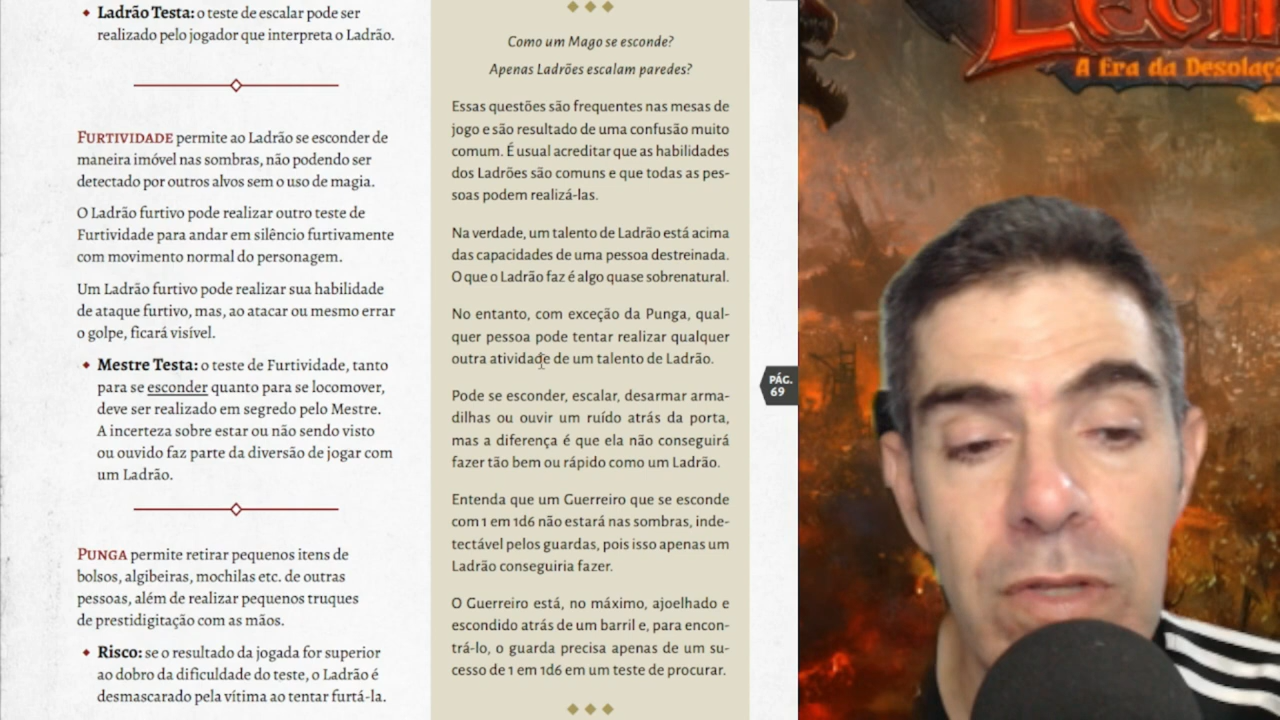 Ladrão Testa: o teste de escalar pode ser
realizado pelo jogador que interpreta o Ladrão.
FURTIVIDADE permite ao Ladrão se esconder de
maneira imóvel nas sombras, não podendo ser
detectado por outros alvos sem o uso de magia.
O Ladrão furtivo pode realizar outro teste de
Furtividade para andar em silêncio furtivamente
com movimento normal do personagem.
Um Ladrão furtivo pode realizar sua habilidade
de ataque furtivo, mas, ao atacar ou mesmo errar
o golpe, ficará visível.
Mestre Testa: o teste de Furtividade, tanto
para se esconder quanto para se locomover,
deve ser realizado em segredo pelo Mestre.
A incerteza sobre estar ou não sendo visto
ou ouvido faz parte da diversão de jogar com
um Ladrão.
PUNGA permite retirar pequenos itens de
bolsos, algibeiras, mochilas etc. de outras
pessoas, além de realizar pequenos truques
de prestidigitação com as mãos.
Risco: se o resultado da jogada for superior
ao dobro da dificuldade do teste, o Ladrão é
desmascarado pela vítima ao tentar furtá-la.
Como um Mago se esconde?
Apenas Ladrões escalam paredes?
Essas questões são frequentes nas mesas de
jogo e são resultado de uma confusão muito
comum. É usual acreditar que as habilidades
dos Ladrões são comuns e que todas as pes-
soas podem realizá-las.
Na verdade, um talento de Ladrão está acima
das capacidades de uma pessoa destreinada.
O que o Ladrão faz é algo quase sobrenatural.
No entanto, com exceção da Punga, qual-
quer pessoa pode tentar realizar qualquer
outra atividade de um talento de Ladrão.
Pode se esconder, escalar, desarmar arma-
dilhas ou ouvir um ruído atrás da porta,
mas a diferença é que ela não conseguirá
fazer tão bem ou rápido como um Ladrão.
Entenda que um Guerreiro que se esconde
com 1 em 1d6 não estará nas sombras, inde-
tectável pelos guardas, pois isso apenas um
Ladrão conseguiria fazer.
O Guerreiro está, no máximo, ajoelhado e
escondido atrás de um barril e, para encon-
trá-lo, o guarda precisa apenas de um su-
cesso de 1 em 1d6 em um teste de procurar.
PÁG.
69
A Era da Desolaç